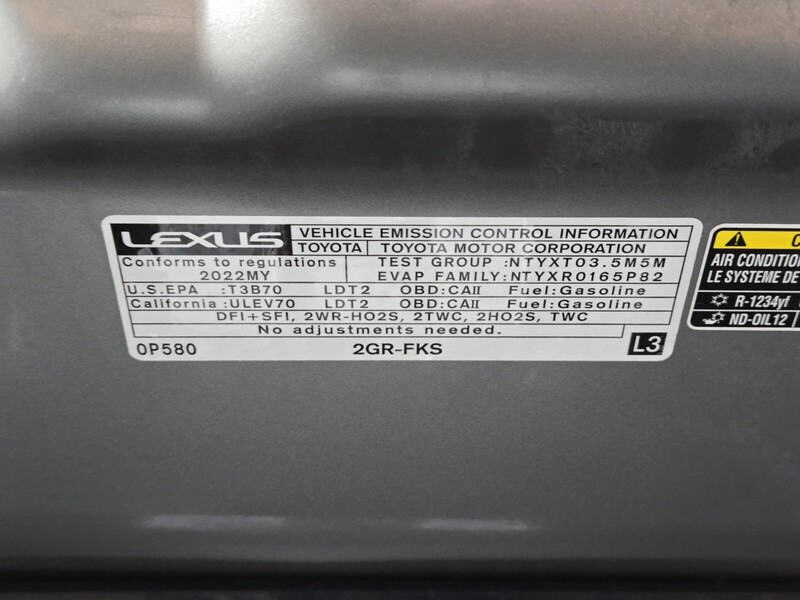 LEXUS
VEHICLE EMISSION CONTROL INFORMATION
TOYOTA
TOYOTA MOTOR CORPORATION
Conforms to regulations
2022MY
TEST GROUP :NTYXT03.5M5M
EVAP FAMILY:NTYXR0165P82
U.S.EPA :T3B70 LDT2 OBD:CAII Fuel:Gasoline
California:ULEV70 LDT2 OBD:CAII Fuel:Gasoline
DFI+SFI, 2WR-HO2S, 2TWC, 2HO2S, TWC
No adjustments needed.
0P580 2GR-FKS L3
AIR CONDITION
LE SYSTEME DE
R-1234yf
ND-OIL12